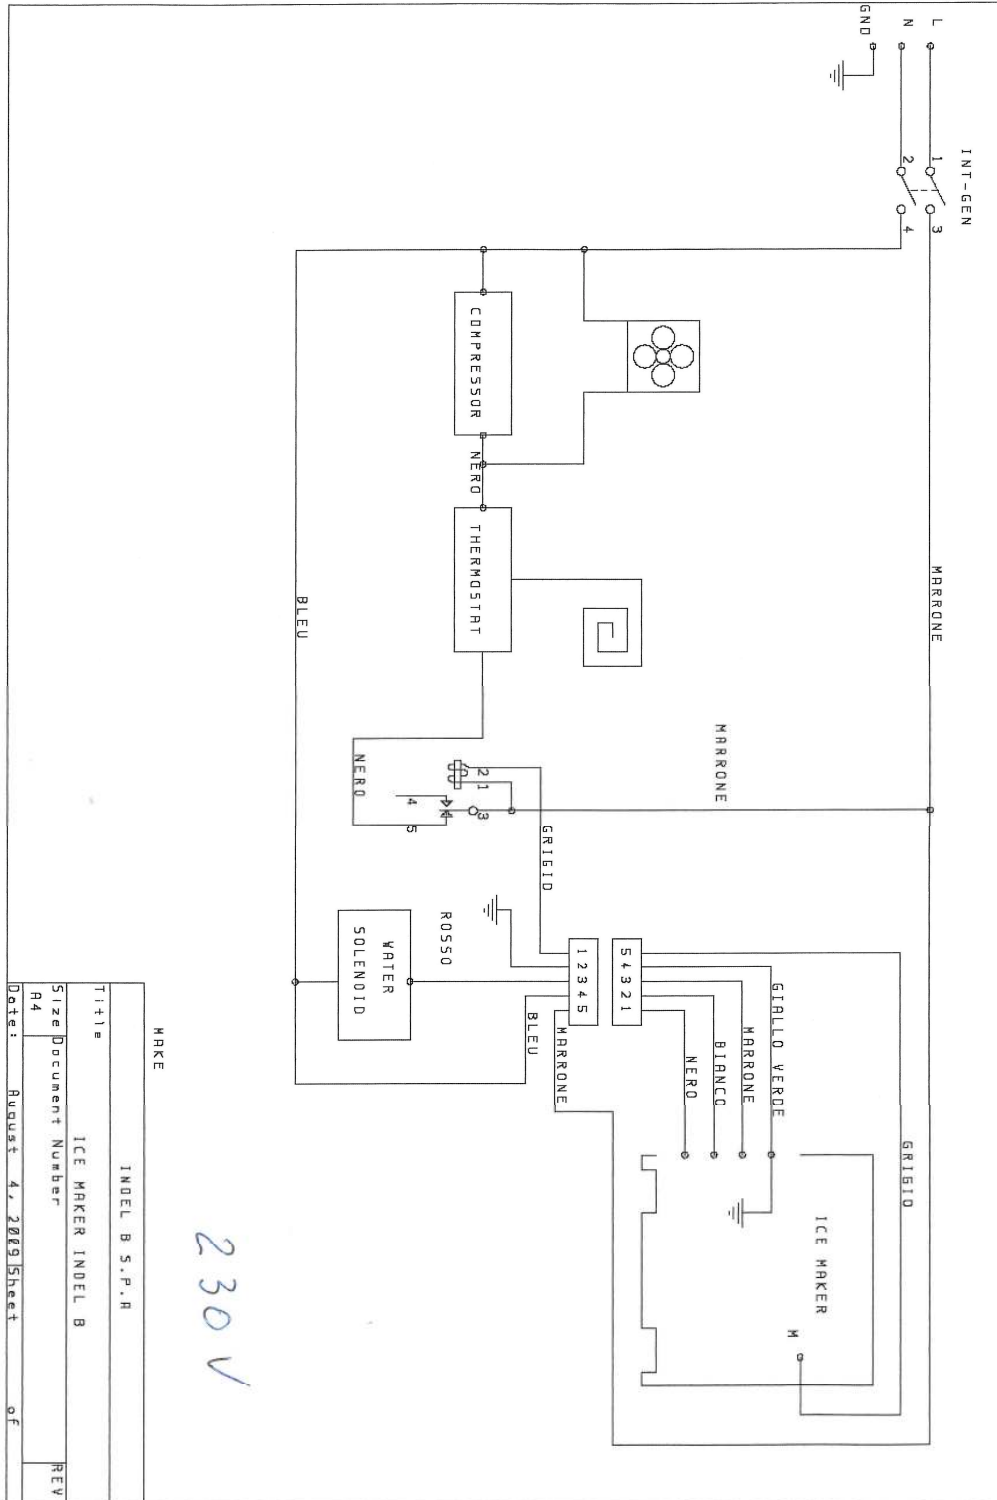 L
N
GND
INT-GEN
1
3
2
4
MARRONE
COMPRESSOR
NERO
THERMOSTAT
MARRONE
BLEU
NERO
2 1
3
4
5
GRIGIO
ROSSO
WATER
SOLENOID
1 2 3 4 5
5 4 3 2 1
BLEU
MARRONE
GIALLO VERDE
MARRONE
BIANCO
NERO
GRIGIO
ICE MAKER
M
230 V
MAKE
INDEL B S.P.A
Title
ICE MAKER INDEL B
Size Document Number
REV
A4
Date: August 4, 2009 Sheet of